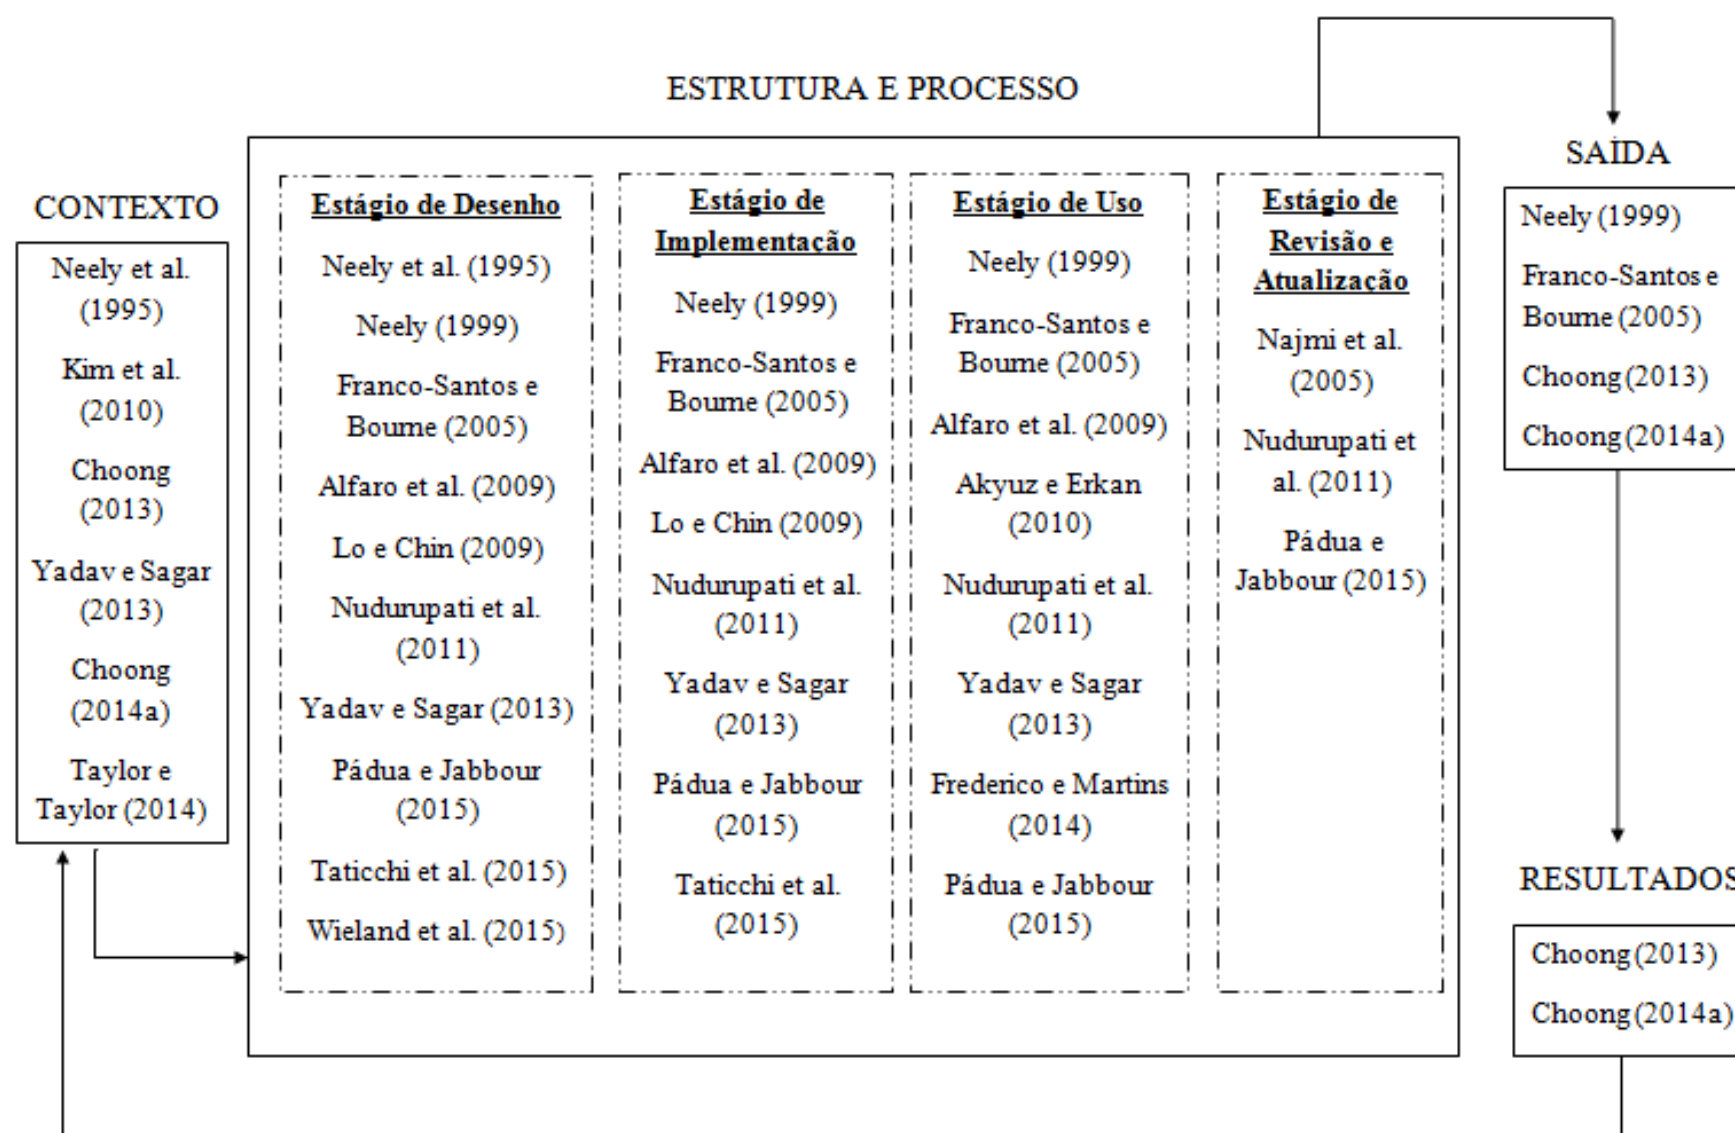 ESTRUTURA E PROCESSO
CONTEXTO
Neely et al.
(1995)
Kim et al.
(2010)
Choong
(2013)
Yadav e Sagar
(2013)
Choong
(2014a)
Taylor e
Taylor (2014)
Estágio de Desenho
Neely et al. (1995)
Neely (1999)
Franco-Santos e
Bourne (2005)
Alfaro et al. (2009)
Lo e Chin (2009)
Nudurupati et al.
(2011)
Yadav e Sagar (2013)
Pádua e Jabbour
(2015)
Taticchi et al. (2015)
Wieland et al. (2015)
Estágio de
Implementação
Neely (1999)
Franco-Santos e
Bourne (2005)
Alfaro et al. (2009)
Lo e Chin (2009)
Nudurupati et al.
(2011)
Yadav e Sagar
(2013)
Pádua e Jabbour
(2015)
Taticchi et al.
(2015)
Estágio de Uso
Neely (1999)
Franco-Santos e
Bourne (2005)
Alfaro et al. (2009)
Akyuz e Erkan
(2010)
Nudurupati et al.
(2011)
Yadav e Sagar
(2013)
Frederico e Martins
(2014)
Pádua e Jabbour
(2015)
Estágio de
Revisão e
Atualização
Najmi et al.
(2005)
Nudurupati et
al. (2011)
Pádua e
Jabbour (2015)
SAÍDA
Neely (1999)
Franco-Santos e
Bourne (2005)
Choong (2013)
Choong (2014a)
RESULTADOS
Choong (2013)
Choong (2014a)